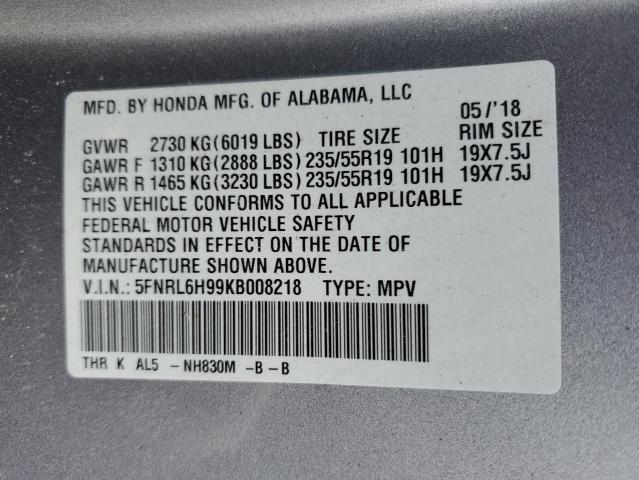 MFD. BY HONDA MFG. OF ALABAMA, LLC 05/'18
GVWR 2730 KG(6019 LBS) TIRE SIZE RIM SIZE
GAWR F 1310 KG(2888 LBS) 235/55R19 101H 19X7.5J
GAWR R 1465 KG(3230 LBS) 235/55R19 101H 19X7.5J
THIS VEHICLE CONFORMS TO ALL APPLICABLE
FEDERAL MOTOR VEHICLE SAFETY
STANDARDS IN EFFECT ON THE DATE OF
MANUFACTURE SHOWN ABOVE.
V.I.N.: 5FNRL6H99KB008218 TYPE: MPV
THR K AL5 - NH830M - B - B